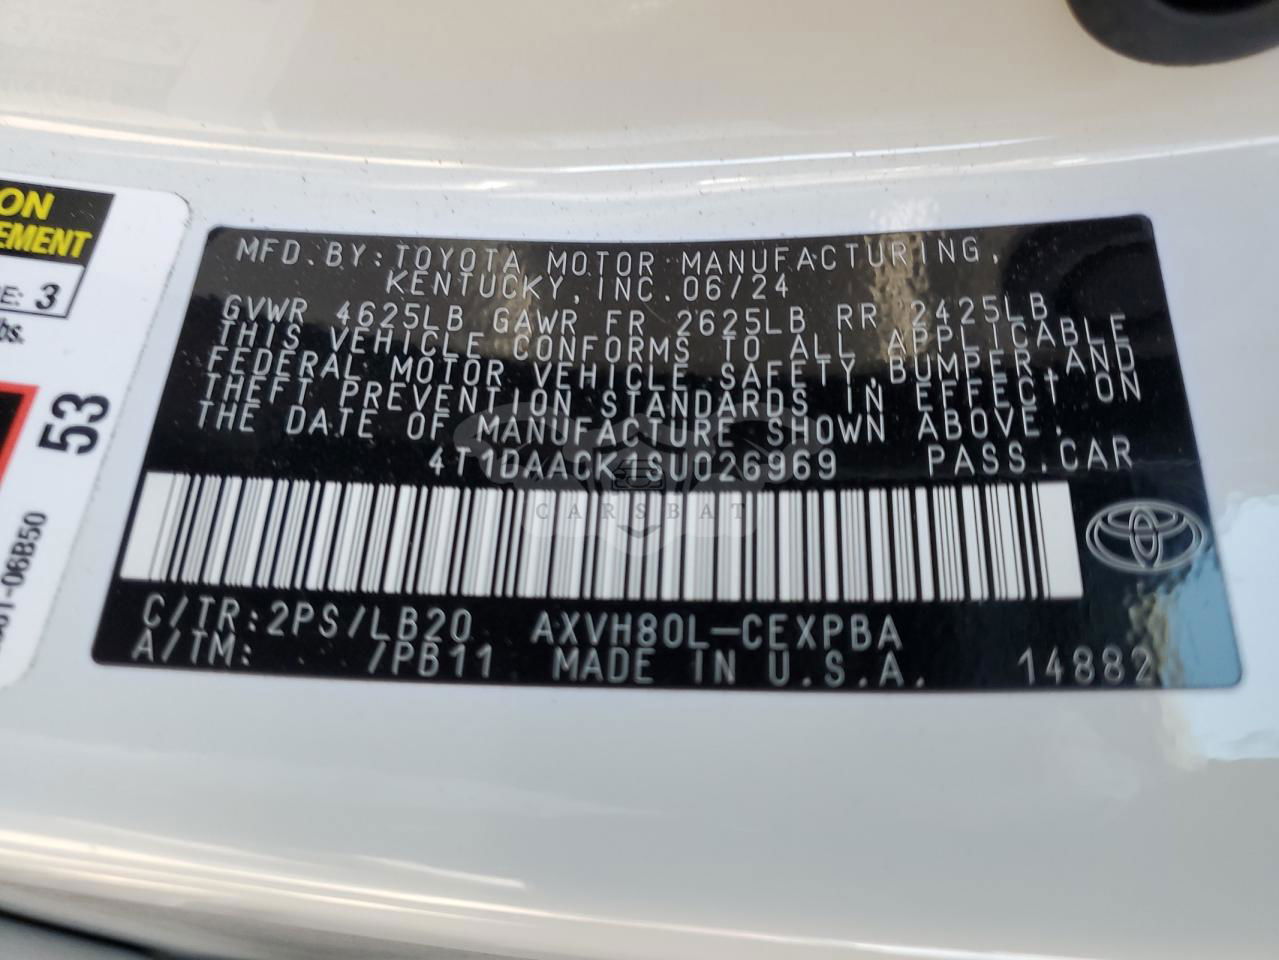 ON
EMENT
E: 3
bs.
53
001-06B50
MFD.BY:TOYOTA MOTOR MANUFACTURING,
KENTUCKY,INC.06/24
GVWR 4625LB GAWR FR 2625LB RR 2425LB
THIS VEHICLE CONFORMS TO ALL APPLICABLE
FEDERAL MOTOR VEHICLE SAFETY,BUMPER,AND
THEFT PREVENTION STANDARDS IN EFFECT ON
THE DATE OF MANUFACTURE SHOWN ABOVE.
4T1DAACK1SU026969 PASS.CAR
CARSBAT
C/TR:2PS/LB20 AXVH80L-CEXPBA
A/TM: /PB11 MADE IN U.S.A. 14882